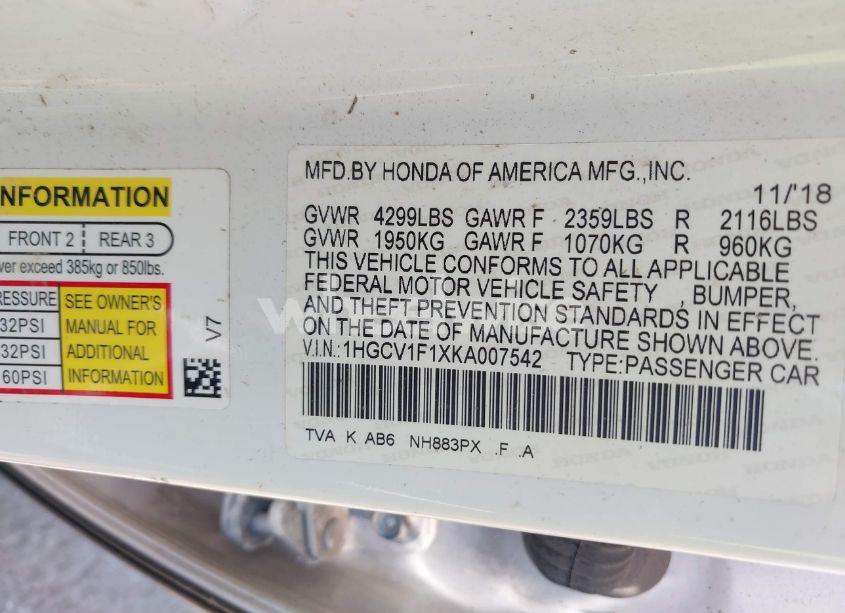 NFORMATION
FRONT 2 REAR 3
ver exceed 385kg or 850lbs.
RESSURE
32PSI
32PSI
60PSI
SEE OWNER'S
MANUAL FOR
ADDITIONAL
INFORMATION
V7
MFD.BY HONDA OF AMERICA MFG.,INC.
11/'18
GVWR 4299LBS GAWR F 2359LBS R 2116LBS
GVWR 1950KG GAWR F 1070KG R 960KG
THIS VEHICLE CONFORMS TO ALL APPLICABLE
FEDERAL MOTOR VEHICLE SAFETY , BUMPER,
AND THEFT PREVENTION STANDARDS IN EFFECT
ON THE DATE OF MANUFACTURE SHOWN ABOVE.
V.I.N.:1HGCV1F1XKA007542 TYPE:PASSENGER CAR
TVA K AB6 NH883PX .F .A